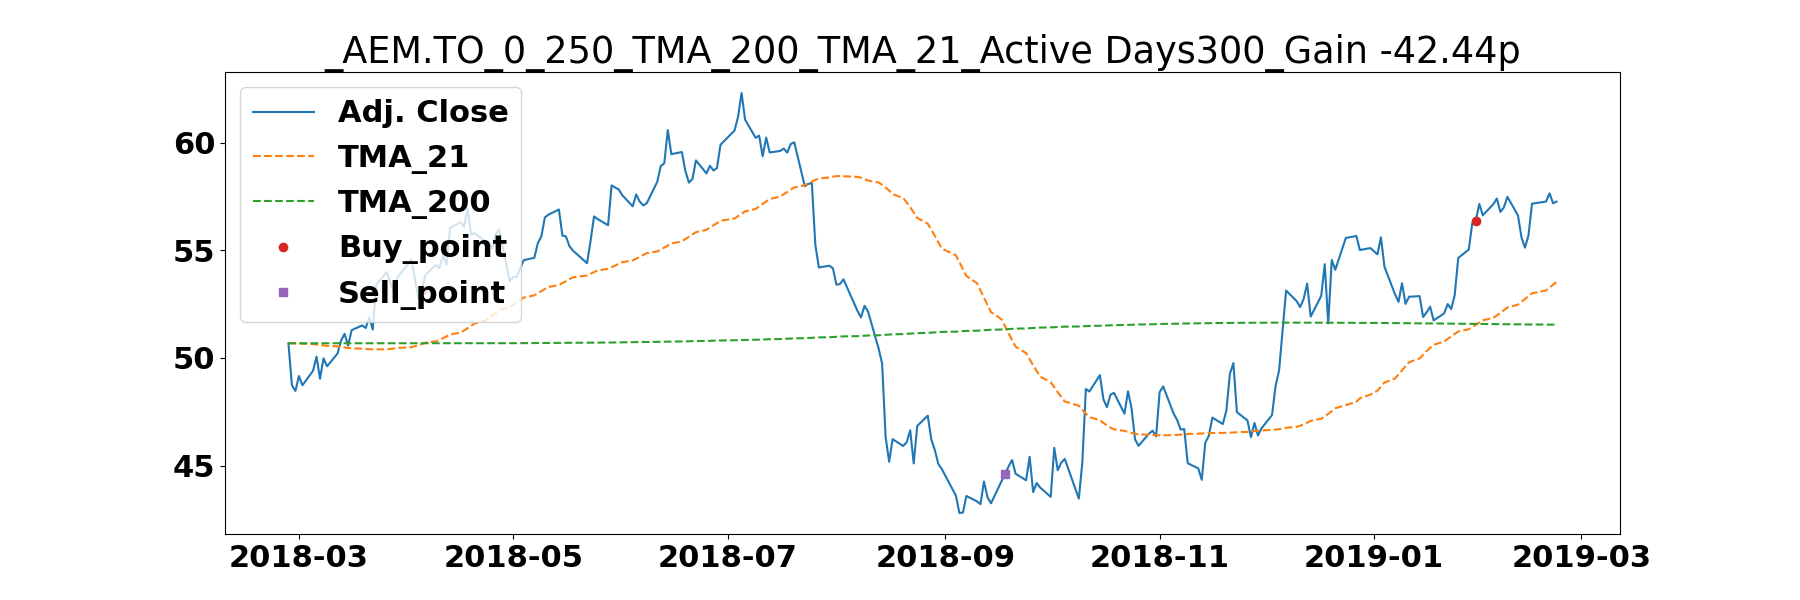 _AEM.TO_0_250_TMA_200_TMA_21_Active Days300_Gain -42.44p
Adj. Close
TMA_21
TMA_200
Buy_point
Sell_point
60
55
50
45
2018-03 2018-05 2018-07 2018-09 2018-11 2019-01 2019-03